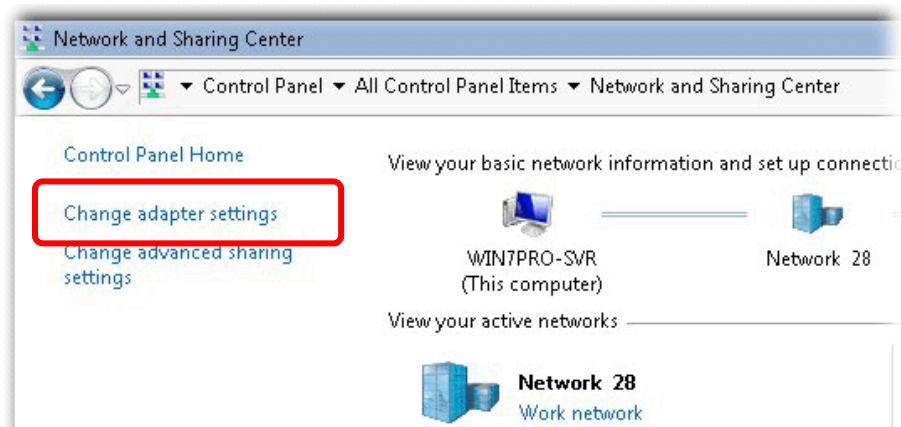 Network and Sharing Center
Control Panel All Control Panel Items Network and Sharing Center
Control Panel Home
Change adapter settings
Change advanced sharing
settings
View your basic network information and set up
WIN7PRO-SVR
(This computer)
Network 28
View your active networks
Network 28
Work network